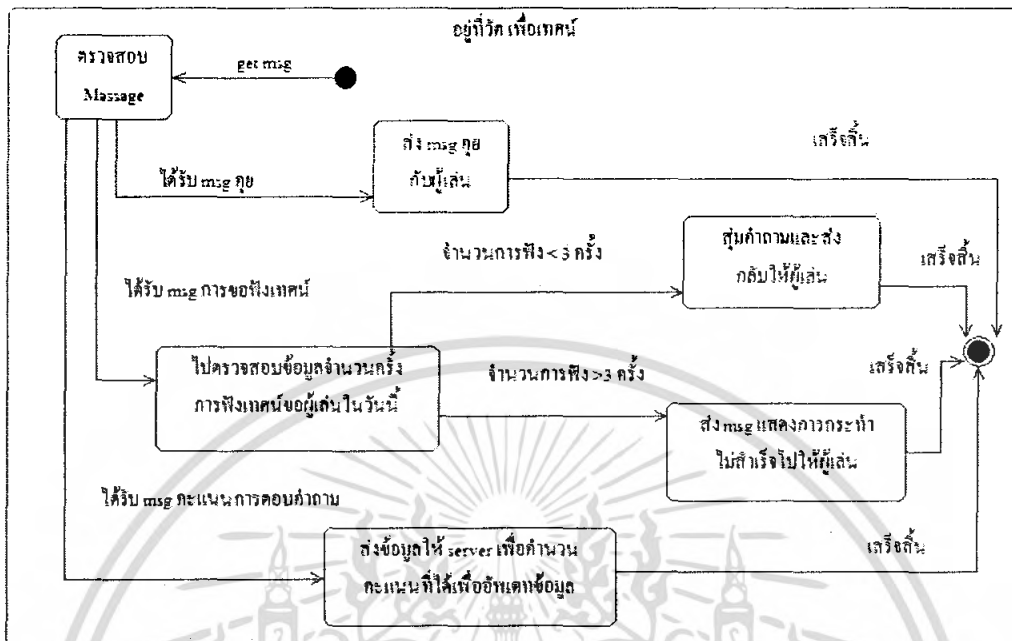 อยู่ที่วัด เพื่อเทศน์
ตรวจสอบ
Massage
get msg
ส่ง msg คุย
กับผู้เล่น
เสร็จสิ้น
ได้รับ msg คุย
จำนวนการฟัง < 3 ครั้ง
สุ่มคำถามและส่ง
กลับให้ผู้เล่น
เสร็จสิ้น
ได้รับ msg การขอฟังเทศน์
ไปตรวจสอบข้อมูลจำนวนครั้ง
การฟังเทศน์ขอผู้เล่นในวันนี้
จำนวนการฟัง >3 ครั้ง
เสร็จสิ้น
ส่ง msg แสดงการกระทำ
ไม่สำเร็จไปให้ผู้เล่น
ได้รับ msg คะแนนการตอบคำถาม
ส่งข้อมูลให้ server เพื่อคำนวน
คะแนนที่ได้เพื่ออัพเดทข้อมูล
เสร็จสิ้น